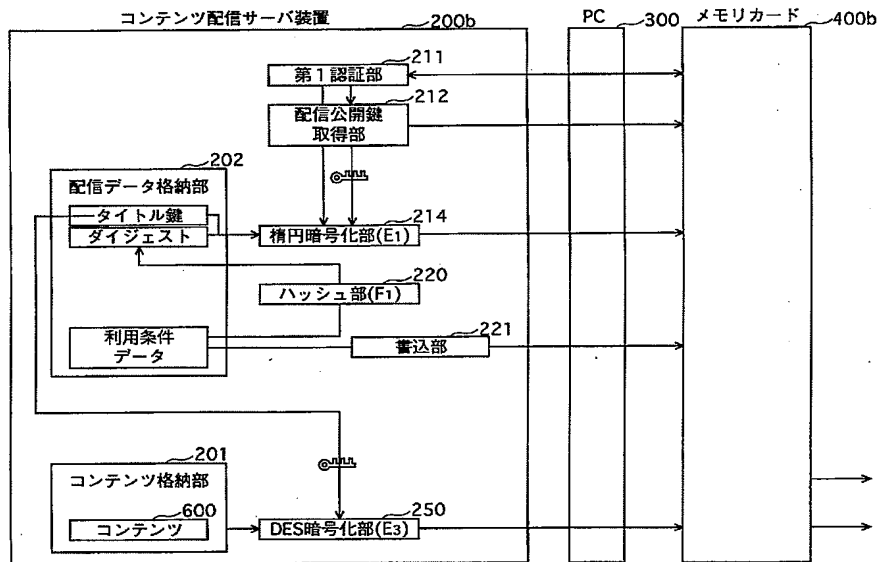 コンテンツ配信サーバ装置 200b
PC 300
メモリカード 400b
211
第1認証部
212
配信公開鍵
取得部
202
配信データ格納部
タイトル鍵
ダイジェスト
214
楕円暗号化部(E1)
220
ハッシュ部(F1)
利用条件
データ
221
書込部
201
コンテンツ格納部
600
コンテンツ
250
DES暗号化部(E3)